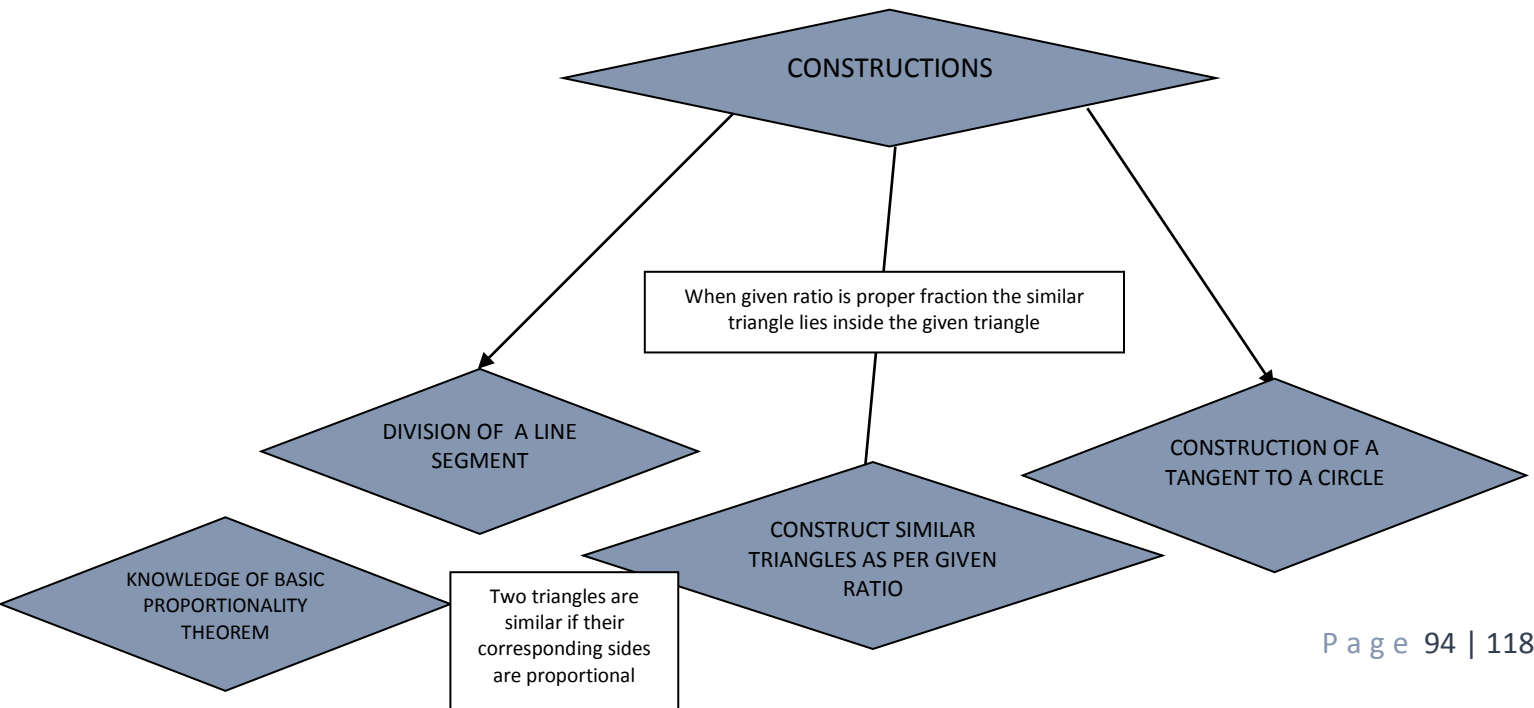 CONSTRUCTIONS
When given ratio is proper fraction the similar
triangle lies inside the given triangle
DIVISION OF A LINE
SEGMENT
CONSTRUCTION OF A
TANGENT TO A CIRCLE
CONSTRUCT SIMILAR
TRIANGLES AS PER GIVEN
RATIO
KNOWLEDGE OF BASIC
PROPORTIONALITY
THEOREM
Two triangles are
similar if their
corresponding sides
are proportional
Page 94 | 118